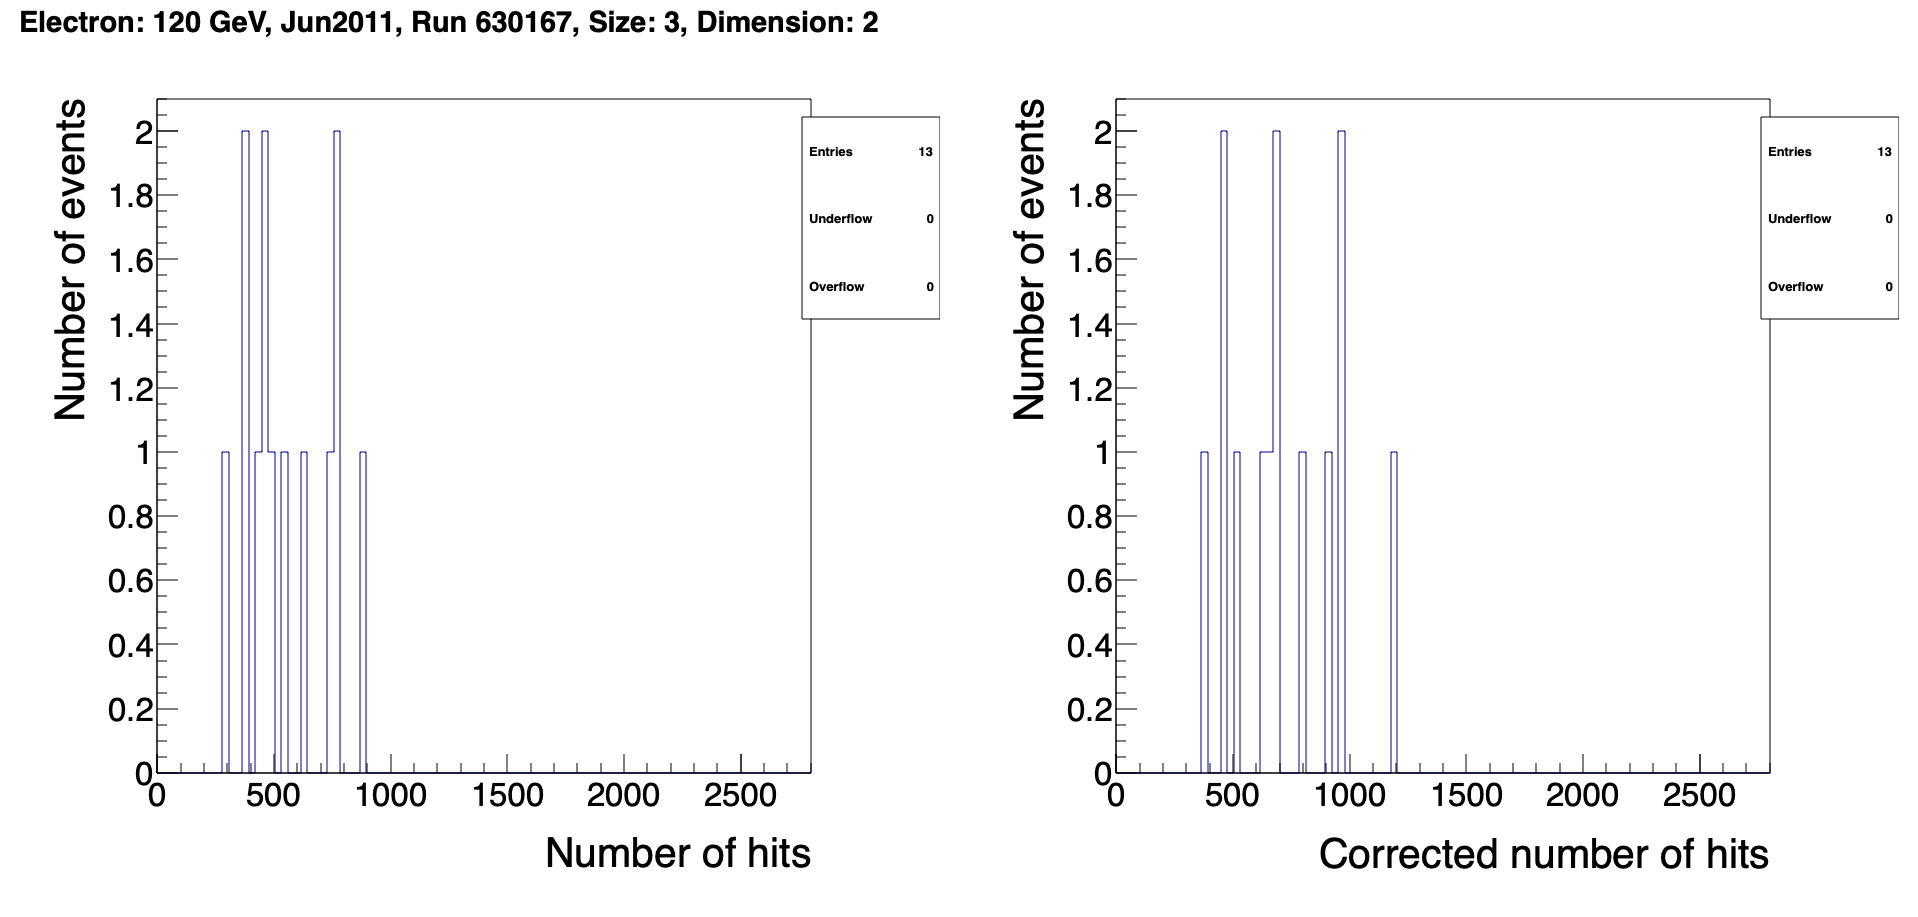 Electron: 120 GeV, Jun2011, Run 630167, Size: 3, Dimension: 2
Number of events
2
1.8
1.6
1.4
1.2
1
0.8
0.6
0.4
0.2
0
0 500 1000 1500 2000 2500
Number of hits
Entries 13
Underflow 0
Overflow 0
Number of events
2
1.8
1.6
1.4
1.2
1
0.8
0.6
0.4
0.2
0
0 500 1000 1500 2000 2500
Corrected number of hits
Entries 13
Underflow 0
Overflow 0